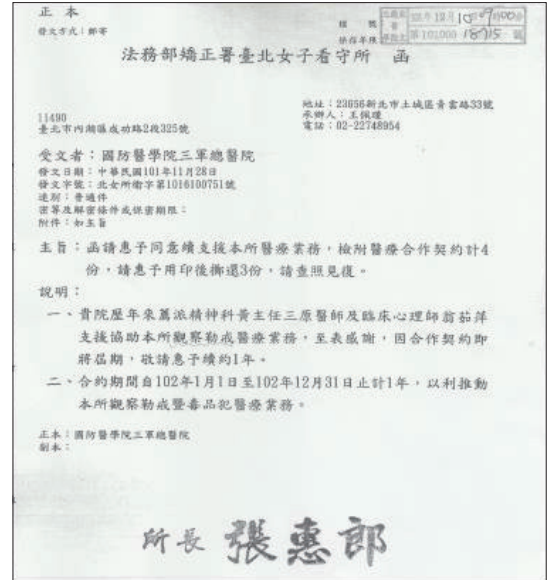 正 本
發文方式：郵寄
檔 號
保存年限
法務部矯正署臺北女子看守所 函
地址：23656新北市土城區青雲路33號
承辦人：王佩瓊
電話：02-22748954
11490
臺北市內湖區成功路2段325號
受文者：國防醫學院三軍總醫院
發文日期：中華民國101年11月28日
發文字號：北女所衛字第1016100751號
速別：普通件
密等及解密條件或保密期限：
附件：如主旨
主旨：函請惠予同意續支援本所醫療業務，檢附醫療合作契約計4
份，請惠予用印後擲還3份，請查照見復。
說明：
一、貴院歷年來薦派精神科黃主任三原醫師及臨床心理師翁茹萍
支援協助本所觀察勒戒醫療業務，至表感謝，因合作契約即
將屆期，敬請惠予續約1年。
二、合約期間自102年1月1日至102年12月31日止計1年，以利推動
本所觀察勒戒暨毒品犯醫療業務。
正本：國防醫學院三軍總醫院
副本：
所長 張惠郎